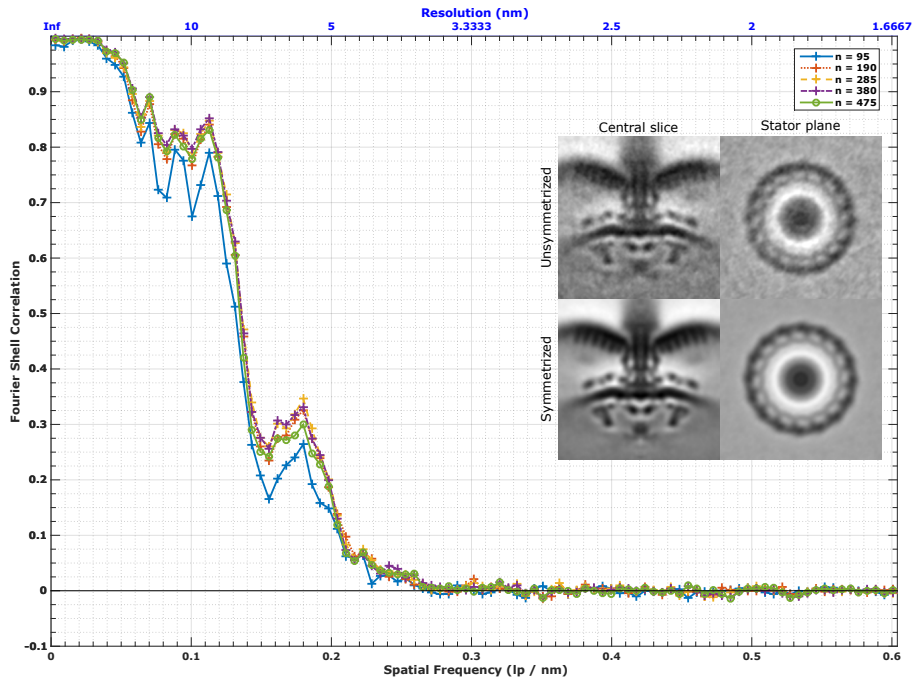 Resolution (nm)
Inf 10 5 3.3333 2.5 2 1.6667
n = 95
n = 190
n = 285
n = 380
n = 475
Central slice Stator plane
Unsymmetrized
Symmetrized
Fourier Shell Correlation
0.9
0.8
0.7
0.6
0.5
0.4
0.3
0.2
0.1
0
-0.1
0 0.1 0.2 0.3 0.4 0.5 0.6
Spatial Frequency (lp / nm)